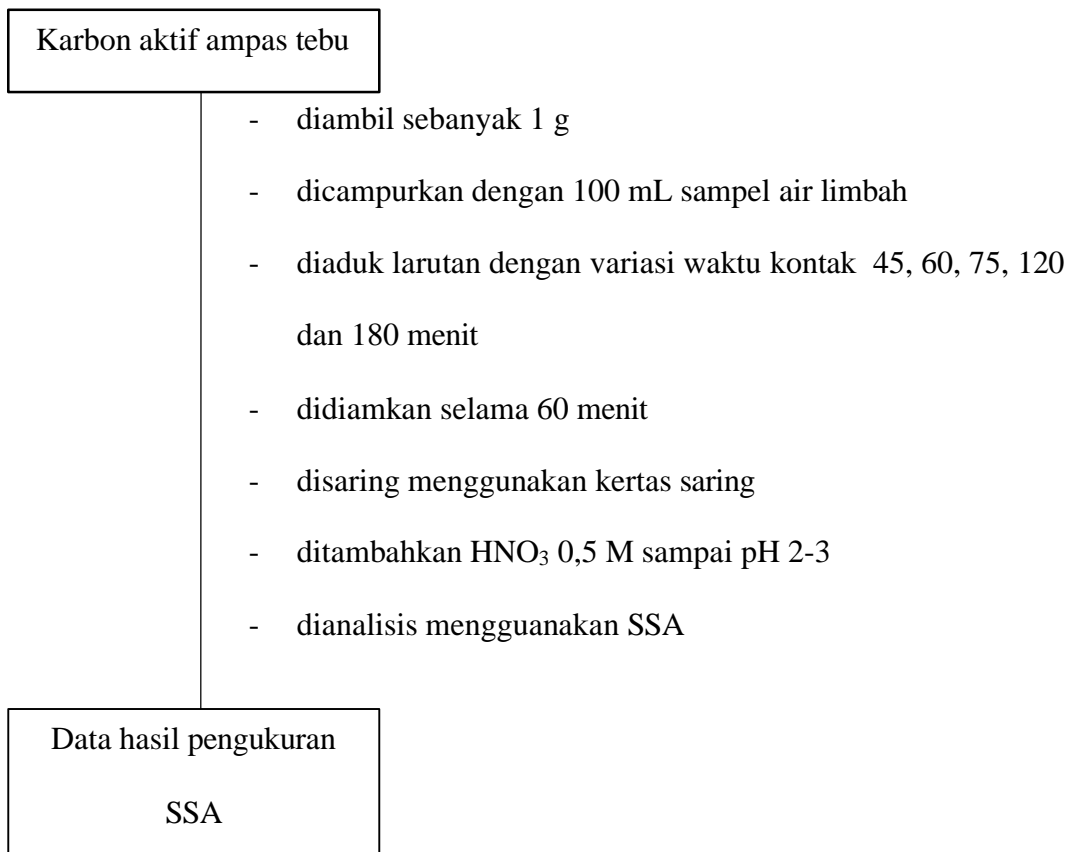 Karbon aktif ampas tebu
- diambil sebanyak 1 g
- dicampurkan dengan 100 mL sampel air limbah
- diaduk larutan dengan variasi waktu kontak 45, 60, 75, 120
dan 180 menit
- didiamkan selama 60 menit
- disaring menggunakan kertas saring
- ditambahkan HNO₃ 0,5 M sampai pH 2-3
- dianalisis mengguanakan SSA
Data hasil pengukuran
SSA